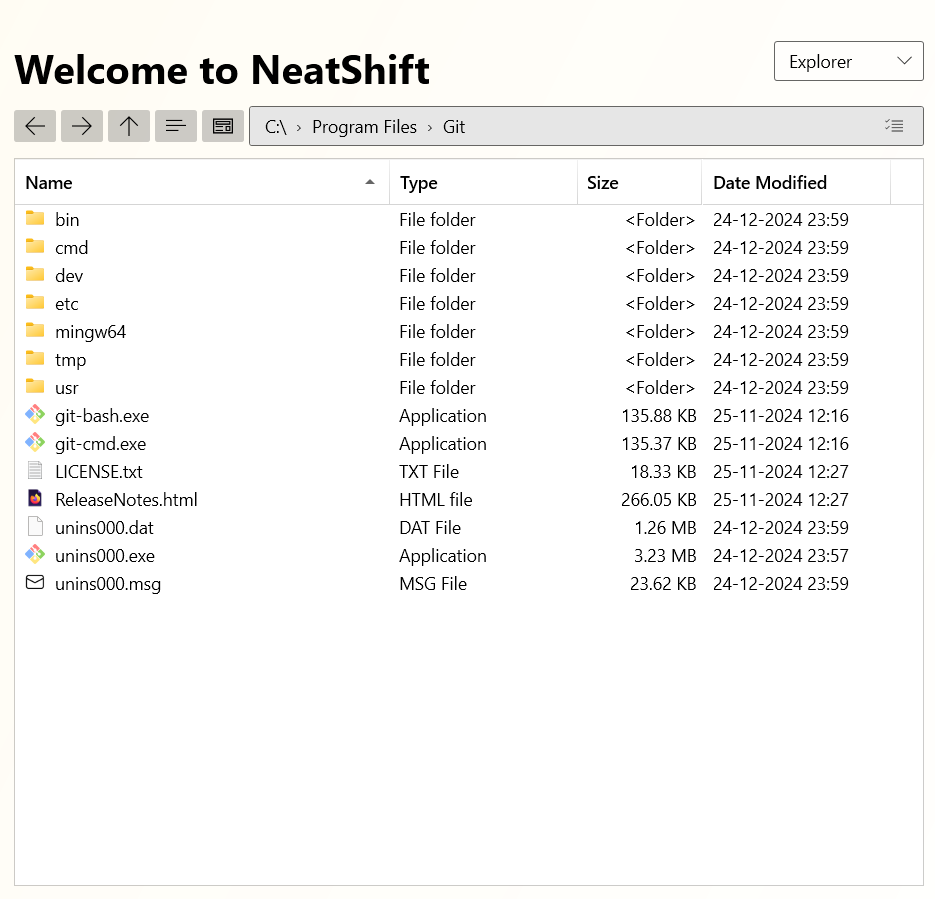 Welcome to NeatShift
Explorer
C:\ › Program Files › Git
Name Type Size Date Modified
bin File folder <Folder> 24-12-2024 23:59
cmd File folder <Folder> 24-12-2024 23:59
dev File folder <Folder> 24-12-2024 23:59
etc File folder <Folder> 24-12-2024 23:59
mingw64 File folder <Folder> 24-12-2024 23:59
tmp File folder <Folder> 24-12-2024 23:59
usr File folder <Folder> 24-12-2024 23:59
git-bash.exe Application 135.88 KB 25-11-2024 12:16
git-cmd.exe Application 135.37 KB 25-11-2024 12:16
LICENSE.txt TXT File 18.33 KB 25-11-2024 12:27
ReleaseNotes.html HTML file 266.05 KB 25-11-2024 12:27
unins000.dat DAT File 1.26 MB 24-12-2024 23:59
unins000.exe Application 3.23 MB 24-12-2024 23:57
unins000.msg MSG File 23.62 KB 24-12-2024 23:59